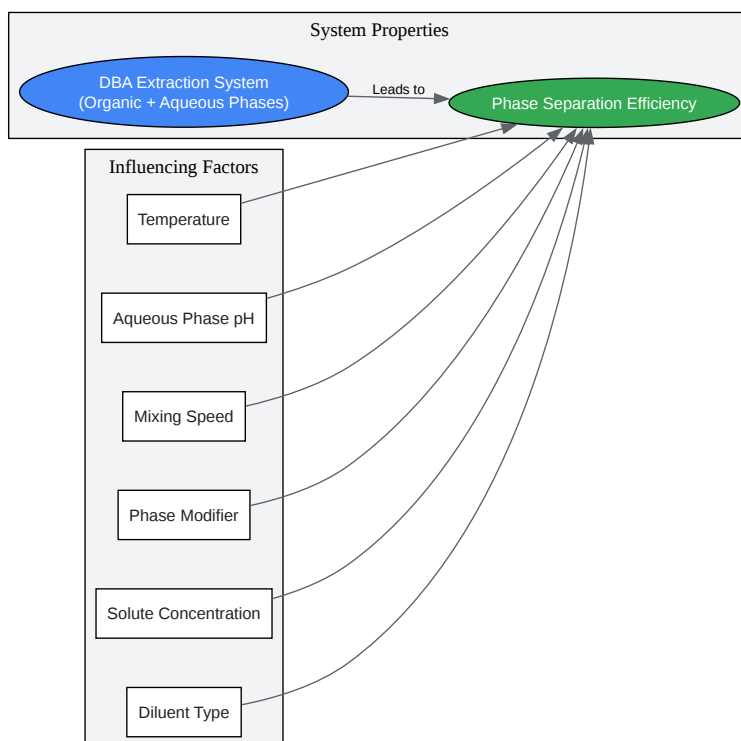 System Properties
DBA Extraction System
(Organic + Aqueous Phases)
Leads to
Phase Separation Efficiency
Influencing Factors
Temperature
Aqueous Phase pH
Mixing Speed
Phase Modifier
Solute Concentration
Diluent Type